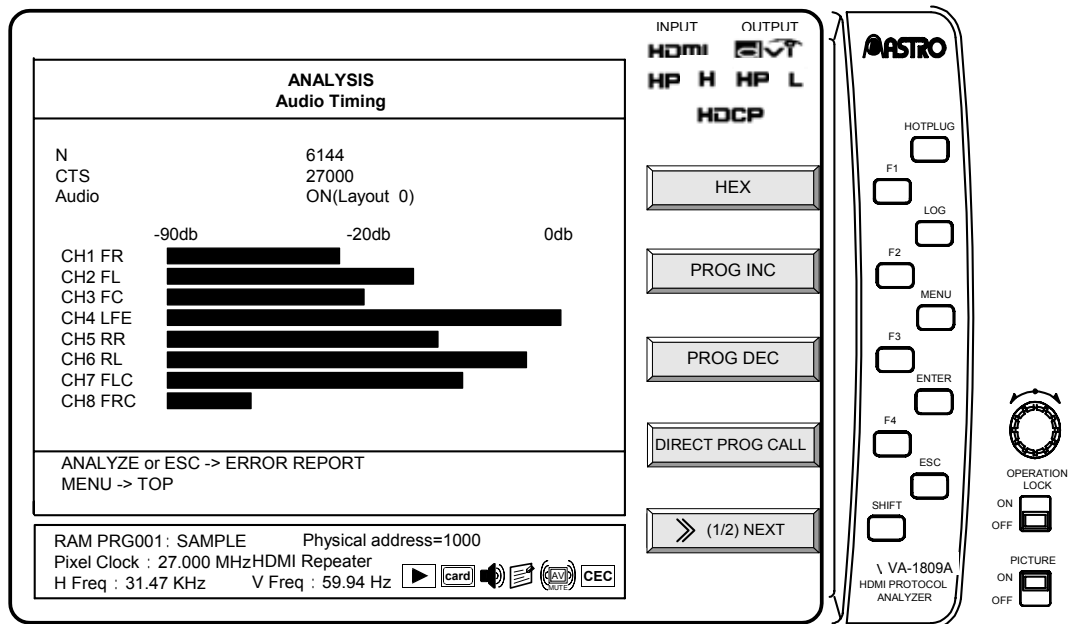 INPUT OUTPUT
HDMI DVI
HP H HP L
HDCP
ASTRO
ANALYSIS
Audio Timing
N 6144
CTS 27000
Audio ON(Layout 0)
-90db -20db 0db
CH1 FR
CH2 FL
CH3 FC
CH4 LFE
CH5 RR
CH6 RL
CH7 FLC
CH8 FRC
ANALYZE or ESC -> ERROR REPORT
MENU -> TOP
RAM PRG001 : SAMPLE Physical address=1000
Pixel Clock : 27.000 MHz HDMI Repeater
H Freq : 31.47 KHz V Freq : 59.94 Hz
card
AV
MUTE
CEC
HEX
PROG INC
PROG DEC
DIRECT PROG CALL
(1/2) NEXT
HOTPLUG
F1
LOG
F2
MENU
F3
ENTER
F4
ESC
SHIFT
\ VA-1809A
HDMI PROTOCOL
ANALYZER
OPERATION
LOCK
ON
OFF
PICTURE
ON
OFF